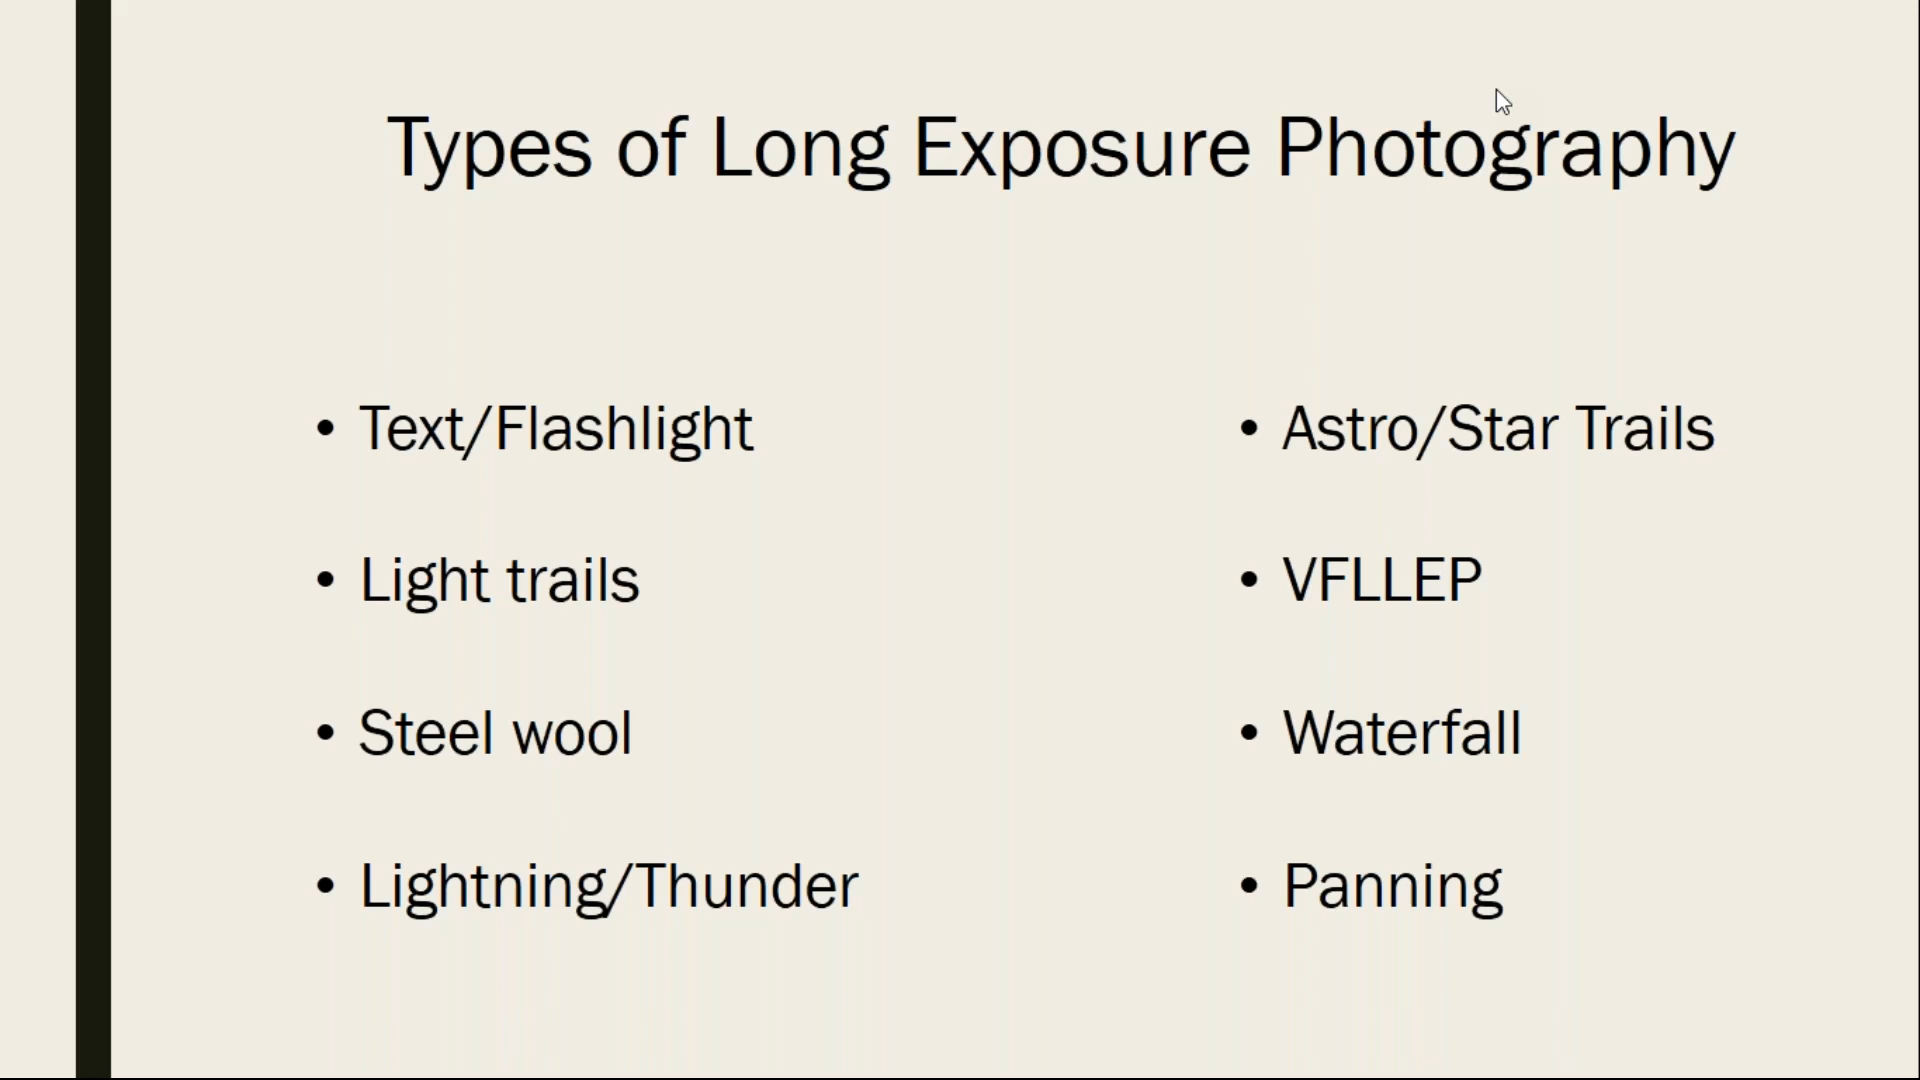 Types of Long Exposure Photography
• Text/Flashlight
• Light trails
• Steel wool
• Lightning/Thunder
• Astro/Star Trails
• VFLLEP
• Waterfall
• Panning